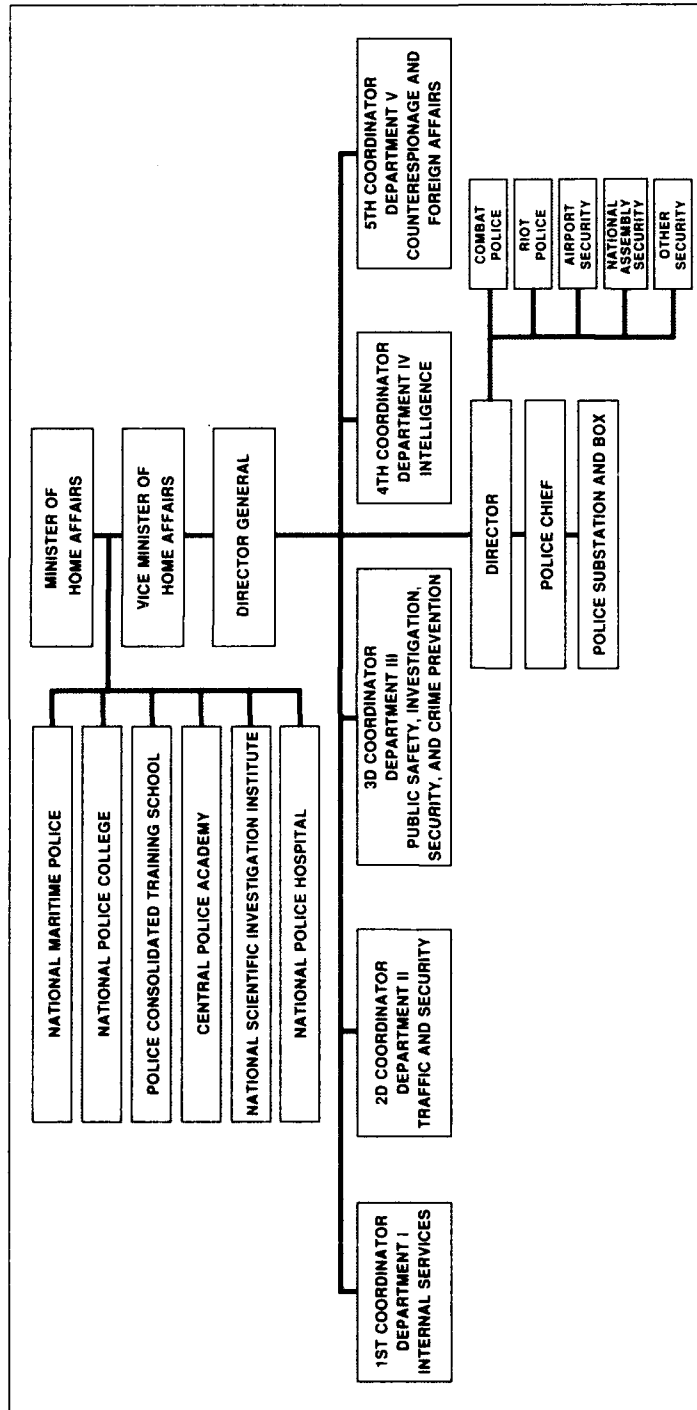 MINISTER OF
HOME AFFAIRS
VICE MINISTER OF
HOME AFFAIRS
DIRECTOR GENERAL
NATIONAL MARITIME POLICE
NATIONAL POLICE COLLEGE
POLICE CONSOLIDATED TRAINING SCHOOL
CENTRAL POLICE ACADEMY
NATIONAL SCIENTIFIC INVESTIGATION INSTITUTE
NATIONAL POLICE HOSPITAL
1ST COORDINATOR
DEPARTMENT I
INTERNAL SERVICES
2D COORDINATOR
DEPARTMENT II
TRAFFIC AND SECURITY
3D COORDINATOR
DEPARTMENT III
PUBLIC SAFETY, INVESTIGATION,
SECURITY, AND CRIME PREVENTION
4TH COORDINATOR
DEPARTMENT IV
INTELLIGENCE
5TH COORDINATOR
DEPARTMENT V
COUNTERESPIONAGE AND
FOREIGN AFFAIRS
DIRECTOR
POLICE CHIEF
POLICE SUBSTATION AND BOX
COMBAT
POLICE
RIOT
POLICE
AIRPORT
SECURITY
NATIONAL
ASSEMBLY
SECURITY
OTHER
SECURITY